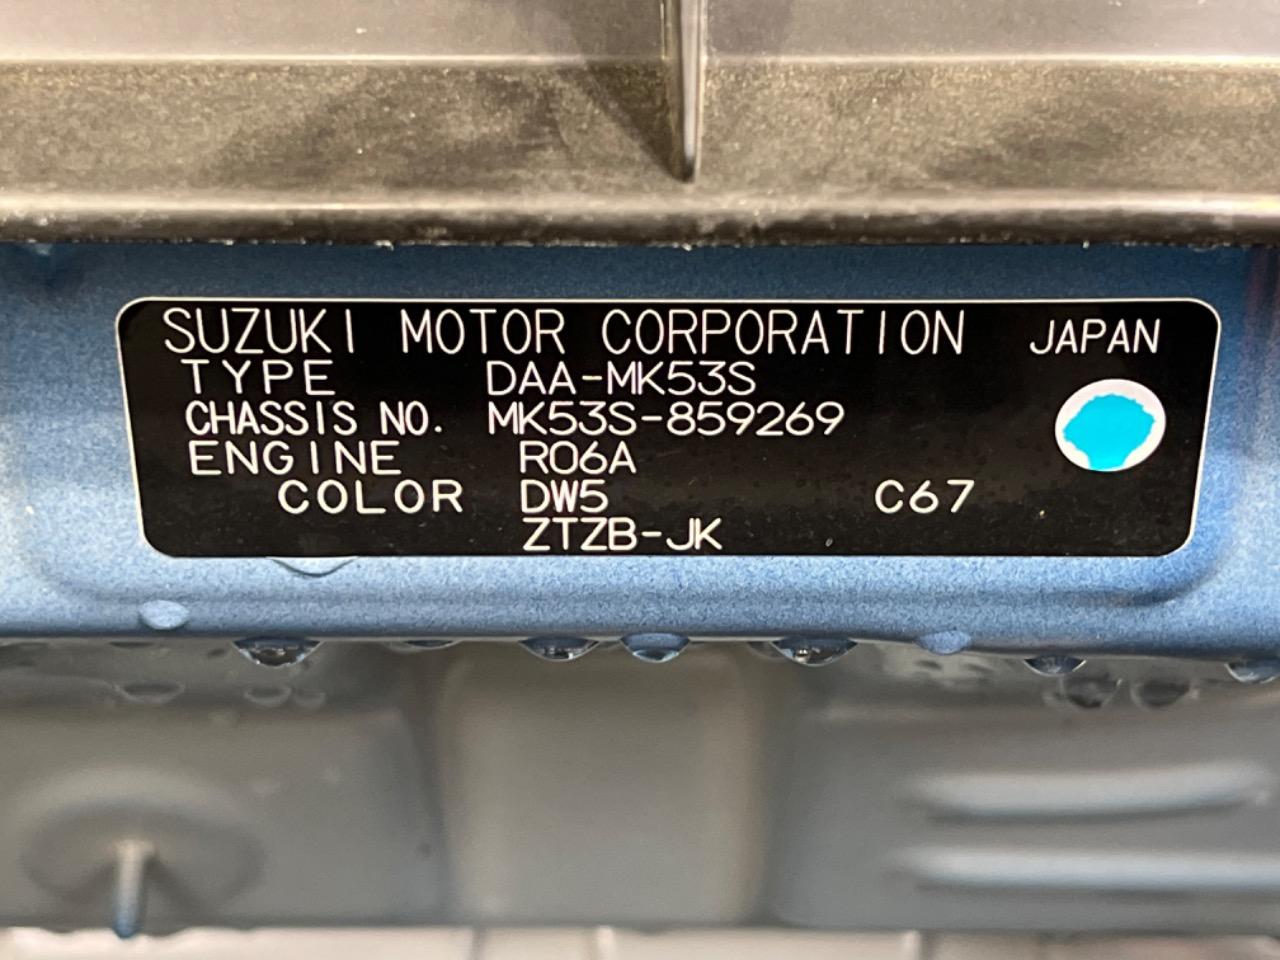 SUZUKI MOTOR CORPORATION JAPAN
TYPE DAA-MK53S
CHASSIS NO. MK53S-859269
ENGINE R06A
COLOR DW5 C67
ZTZB-JK